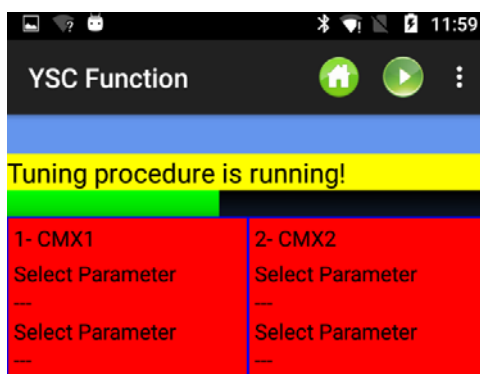 11:59
YSC Function
Tuning procedure is running!
1- CMX1
2- CMX2
Select Parameter
Select Parameter
---
---
Select Parameter
Select Parameter
---
---